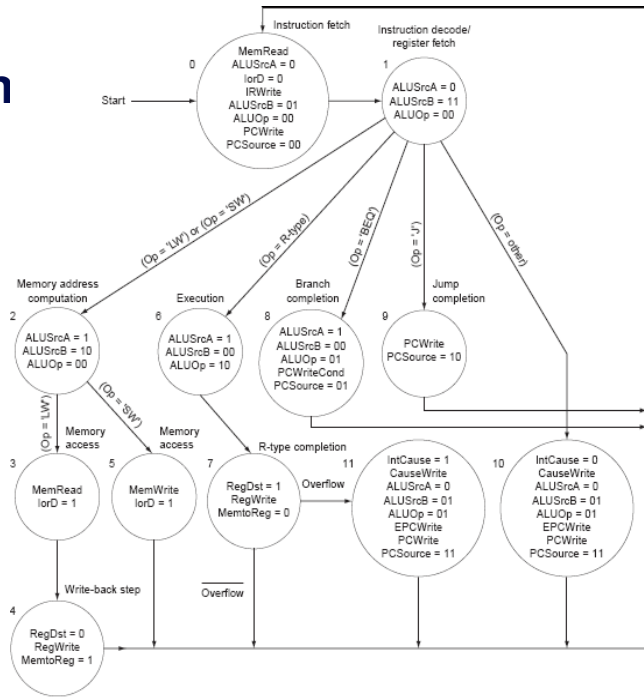 n
Instruction fetch
0
MemRead
ALUSrcA = 0
IorD = 0
IRWrite
ALUSrcB = 01
ALUOp = 00
PCWrite
PCSource = 00
Start
Instruction decode/
register fetch
1
ALUSrcA = 0
ALUSrcB = 11
ALUOp = 00
(Op = 'LW') or (Op = 'SW')
(Op = R-type)
(Op = 'BEQ')
(Op = 'J')
(Op = other)
Memory address
computation
2
ALUSrcA = 1
ALUSrcB = 10
ALUOp = 00
Execution
6
ALUSrcA = 1
ALUSrcB = 00
ALUOp = 10
Branch
completion
8
ALUSrcA = 1
ALUSrcB = 00
ALUOp = 01
PCWriteCond
PCSource = 01
Jump
completion
9
PCWrite
PCSource = 10
(Op = 'LW')
(Op = 'SW')
Memory
access
3
MemRead
IorD = 1
Memory
access
5
MemWrite
IorD = 1
R-type completion
7
RegDst = 1
RegWrite
MemtoReg = 0
Overflow
Overflow
11
IntCause = 1
CauseWrite
ALUSrcA = 0
ALUSrcB = 01
ALUOp = 01
EPCWrite
PCWrite
PCSource = 11
10
IntCause = 0
CauseWrite
ALUSrcA = 0
ALUSrcB = 01
ALUOp = 01
EPCWrite
PCWrite
PCSource = 11
Write-back step
4
RegDst = 0
RegWrite
MemtoReg = 1